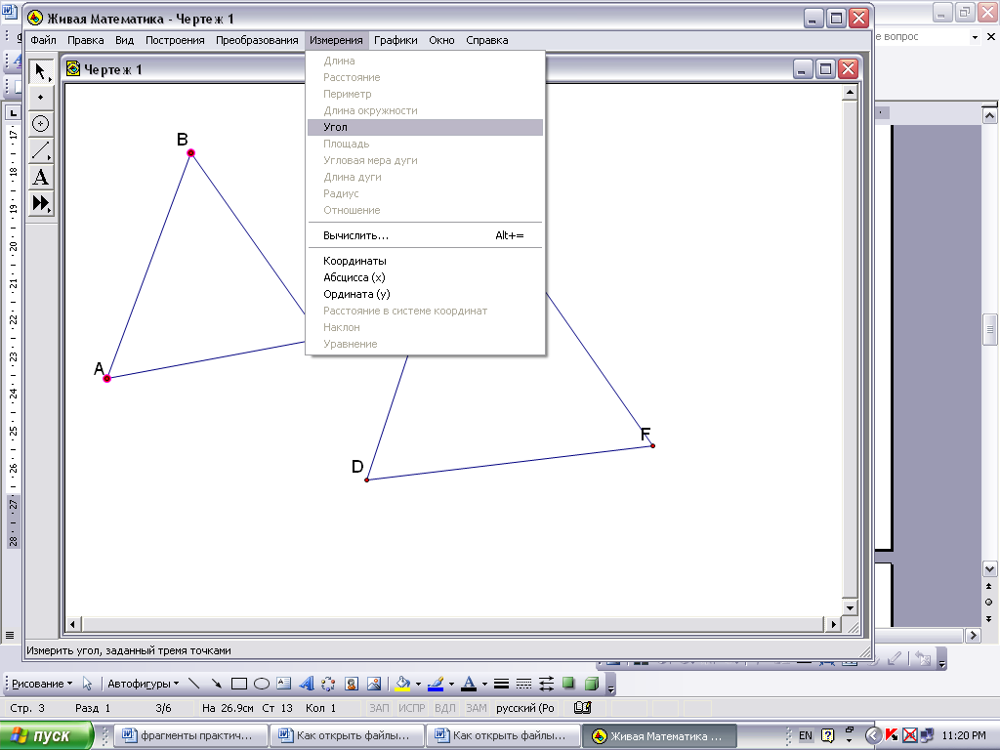 Живая Математика - Чертеж 1
Файл Правка Вид Построения Преобразования Измерения Графики Окно Справка
е вопрос
Чертеж 1
Длина
Расстояние
Периметр
Длина окружности
Угол
Площадь
Угловая мера дуги
Длина дуги
Радиус
Отношение
Вычислить... Alt+=
Координаты
Абсцисса (x)
Ордината (y)
Расстояние в системе координат
Наклон
Уравнение
B
A
D
F
A
17 18 19 20 21 22 23 24 25 26 27 28
Измерить угол, заданный тремя точками
Рисование Автофигуры
Стр. 3 Разд 1 3/6 На 26.9см Ст 13 Кол 1 ЗАП ИСПР ВДЛ ЗАМ русский (Ро
пуск фрагменты практич... Как открыть файлы... Как открыть файлы... Живая Математика ... EN 11:20 PM